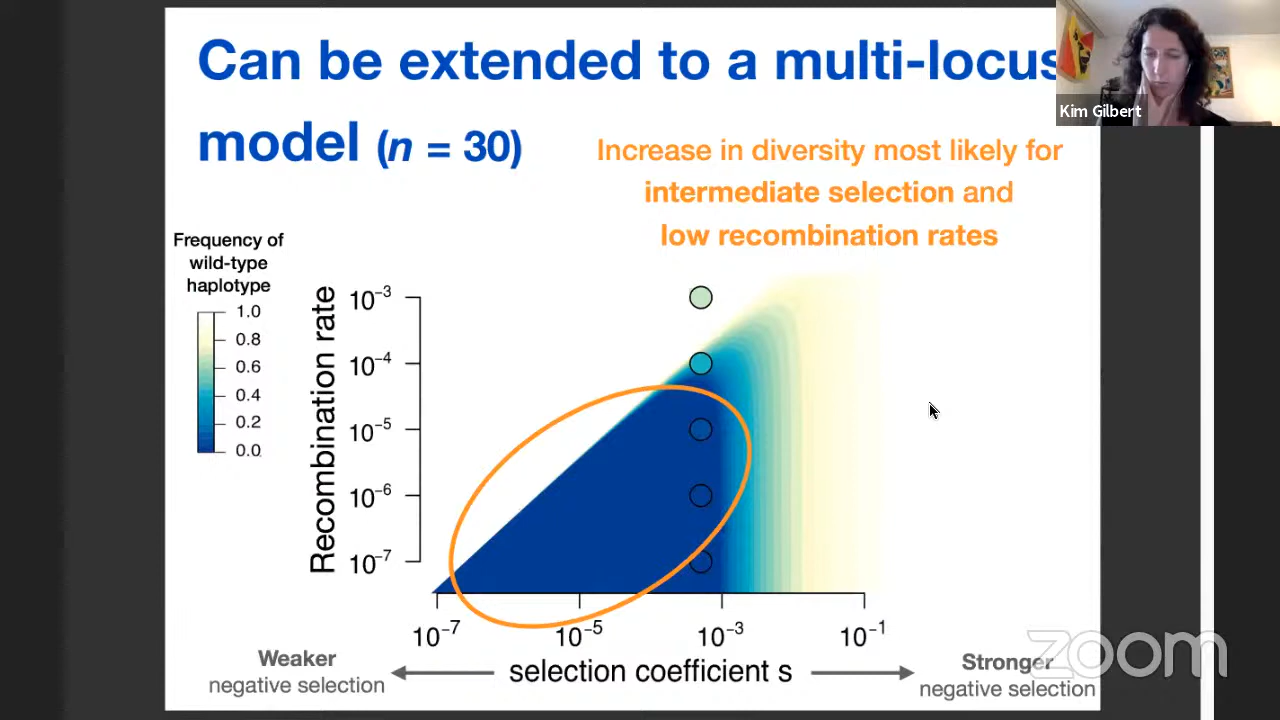 Can be extended to a multi-locus
model (n = 30)
Kim Gilbert
Increase in diversity most likely for
intermediate selection and
low recombination rates
Frequency of
wild-type
haplotype
1.0
0.8
0.6
0.4
0.2
0.0
Recombination rate
10⁻³
10⁻⁴
10⁻⁵
10⁻⁶
10⁻⁷
10⁻⁷ 10⁻⁵ 10⁻³ 10⁻¹
Weaker
negative selection
selection coefficient s
Stronger
negative selection
zoom